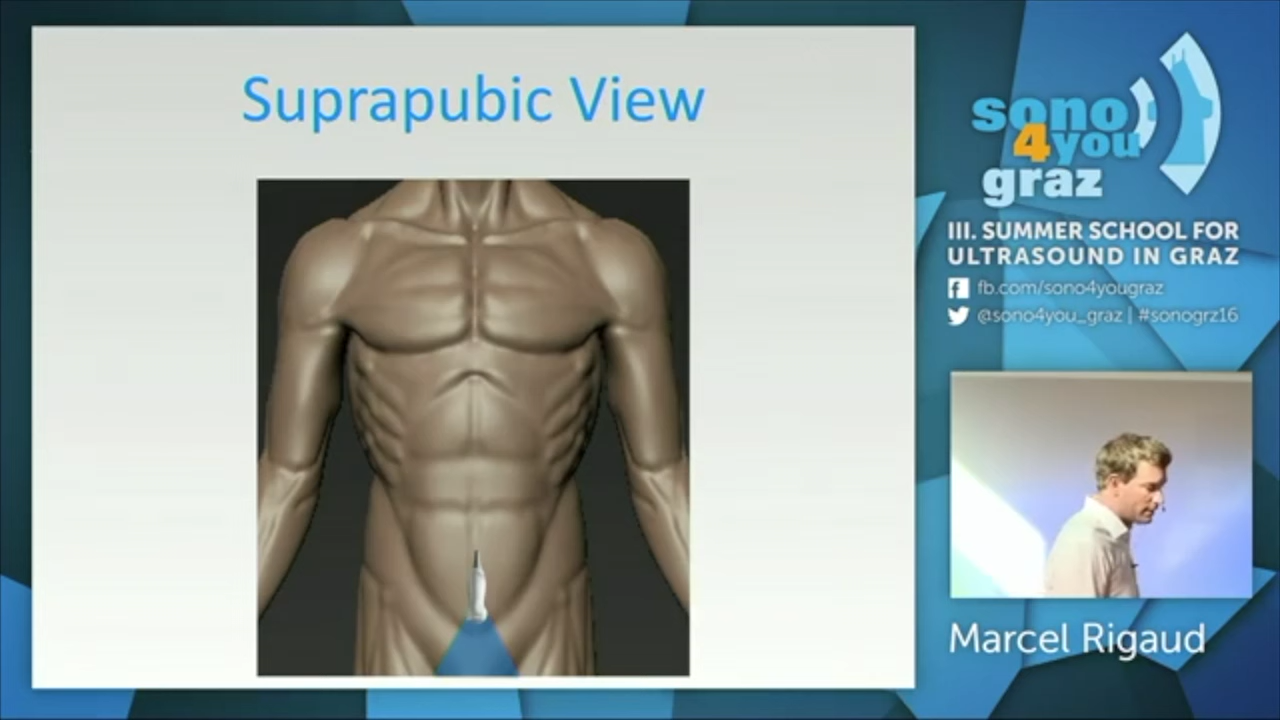 Suprapubic View
sono
4you
graz
III. SUMMER SCHOOL FOR
ULTRASOUND IN GRAZ
fb.com/sono4yougraz
@sono4you_graz | #sonogrz16
Marcel Rigaud